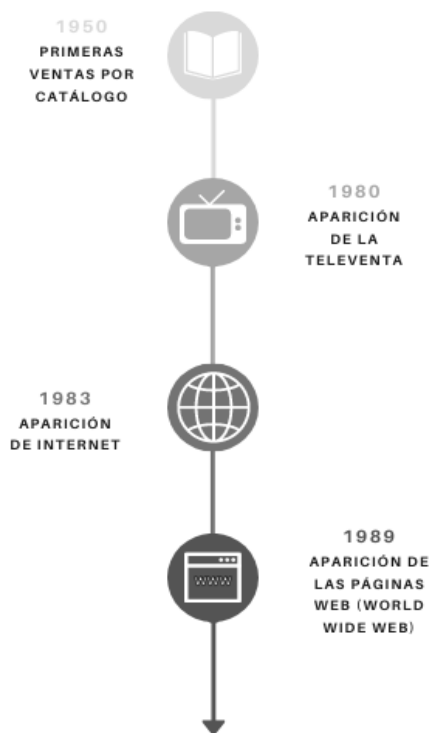 1950
PRIMERAS
VENTAS POR
CATÁLOGO
1980
APARICIÓN
DE LA
TELEVENTA
1983
APARICIÓN
DE INTERNET
1989
APARICIÓN DE
LAS PÁGINAS
WEB (WORLD
WIDE WEB)